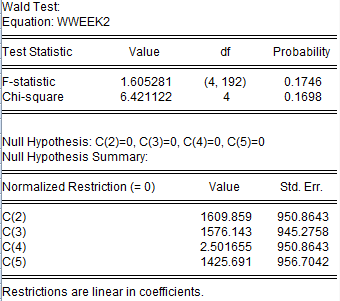 Wald Test:
Equation: WWEEK2
Test Statistic Value df Probability
F-statistic 1.605281 (4, 192) 0.1746
Chi-square 6.421122 4 0.1698
Null Hypothesis: C(2)=0, C(3)=0, C(4)=0, C(5)=0
Null Hypothesis Summary:
Normalized Restriction (= 0) Value Std. Err.
C(2) 1609.859 950.8643
C(3) 1576.143 945.2758
C(4) 2.501655 950.8643
C(5) 1425.691 956.7042
Restrictions are linear in coefficients.